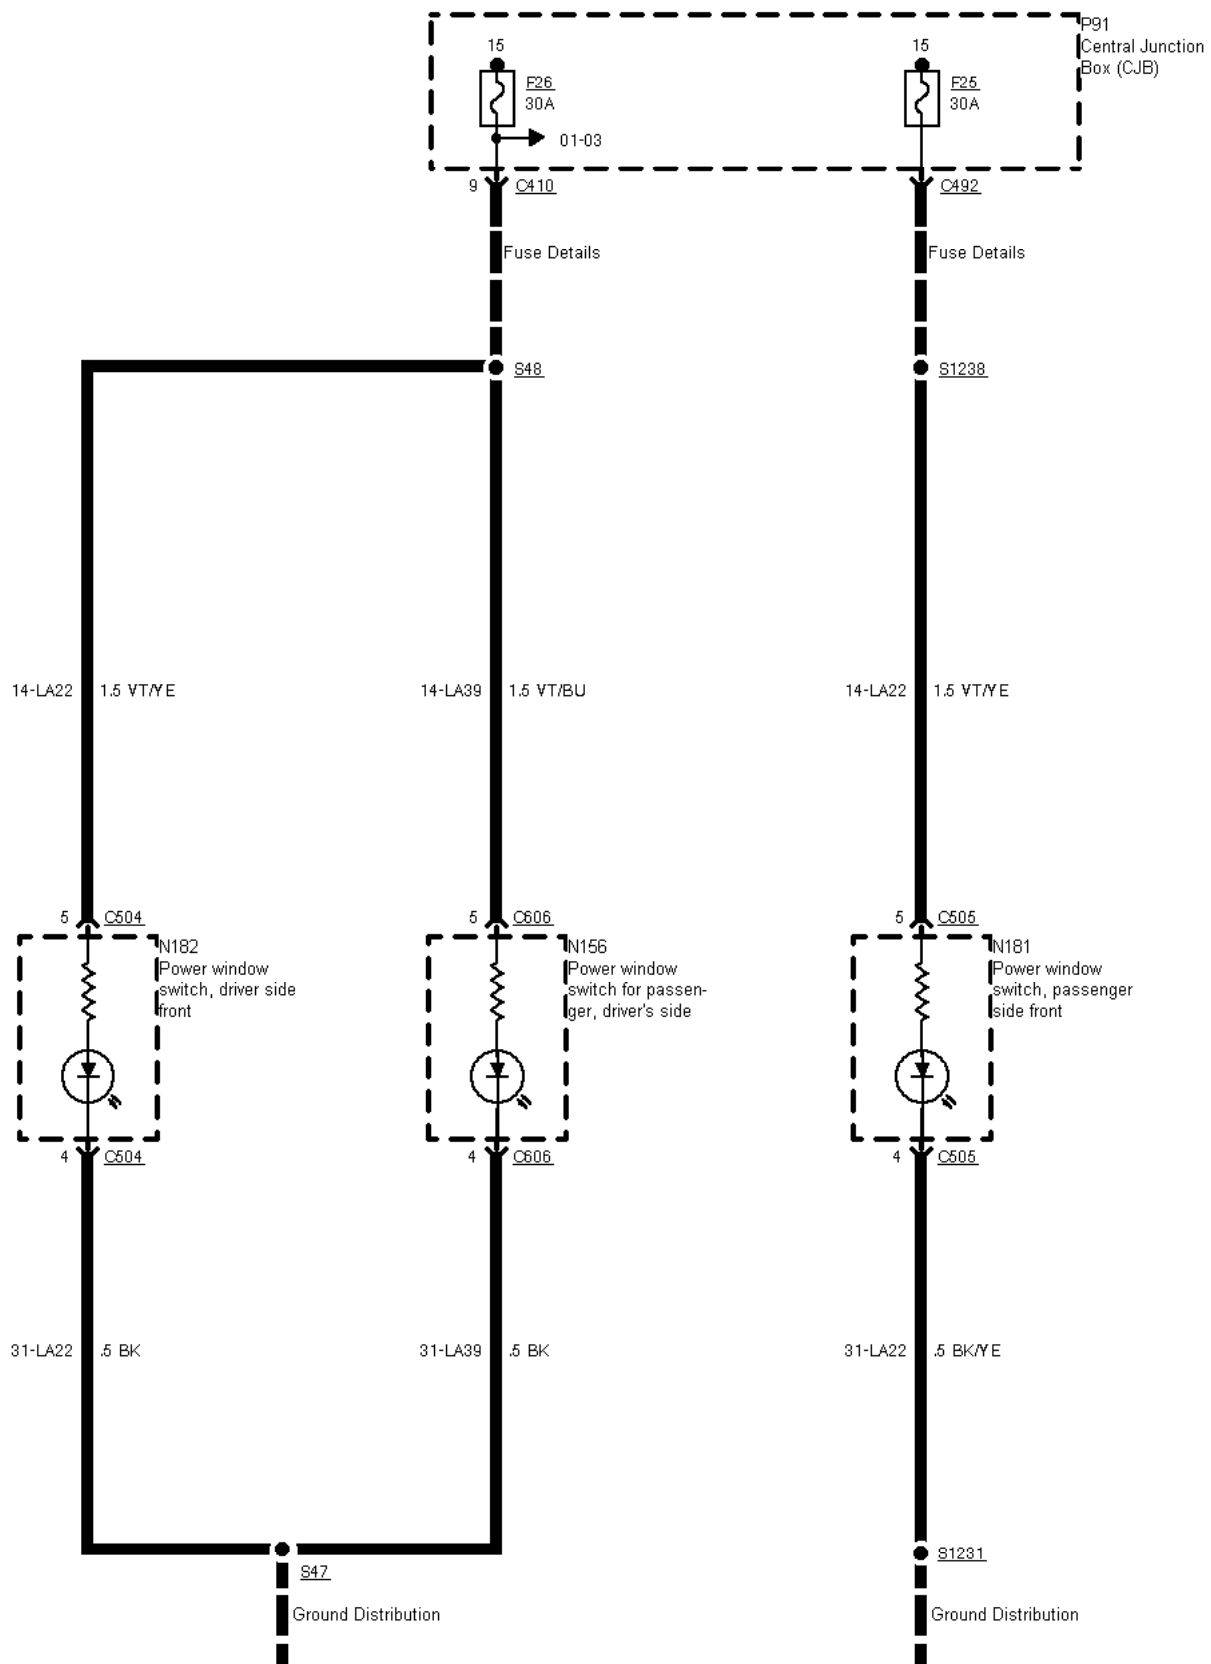 P91
Central Junction
Box (CJB)
15
F26
30A
01-03
15
F25
30A
9
C410
C492
Fuse Details
Fuse Details
S48
S1238
14-LA22
1.5 VT/YE
14-LA39
1.5 VT/BU
14-LA22
1.5 VT/YE
5
C504
5
C606
5
C505
N182
Power window
switch, driver side
front
N156
Power window
switch for passen-
ger, driver's side
N181
Power window
switch, passenger
side front
4
C504
4
C606
4
C505
31-LA22
.5 BK
31-LA39
.5 BK
31-LA22
.5 BK/YE
S47
S1231
Ground Distribution
Ground Distribution